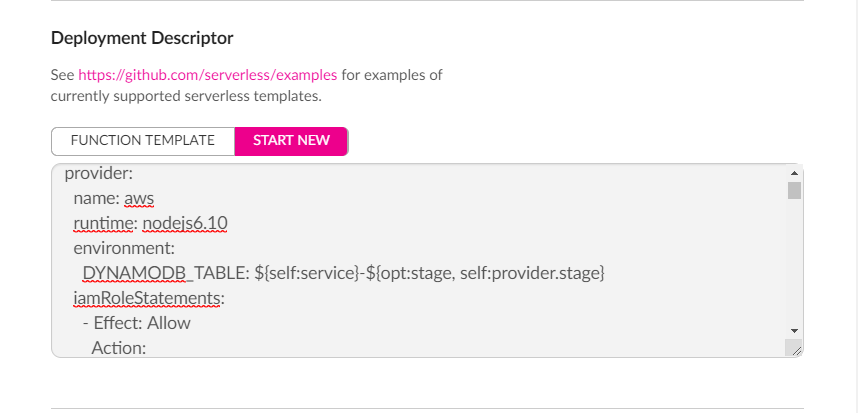 Deployment Descriptor
See https://github.com/serverless/examples for examples of
currently supported serverless templates.
FUNCTION TEMPLATE START NEW
provider:
name: aws
runtime: nodejs6.10
environment:
DYNAMODB_TABLE: ${self:service}-${opt:stage, self:provider.stage}
iamRoleStatements:
- Effect: Allow
Action: